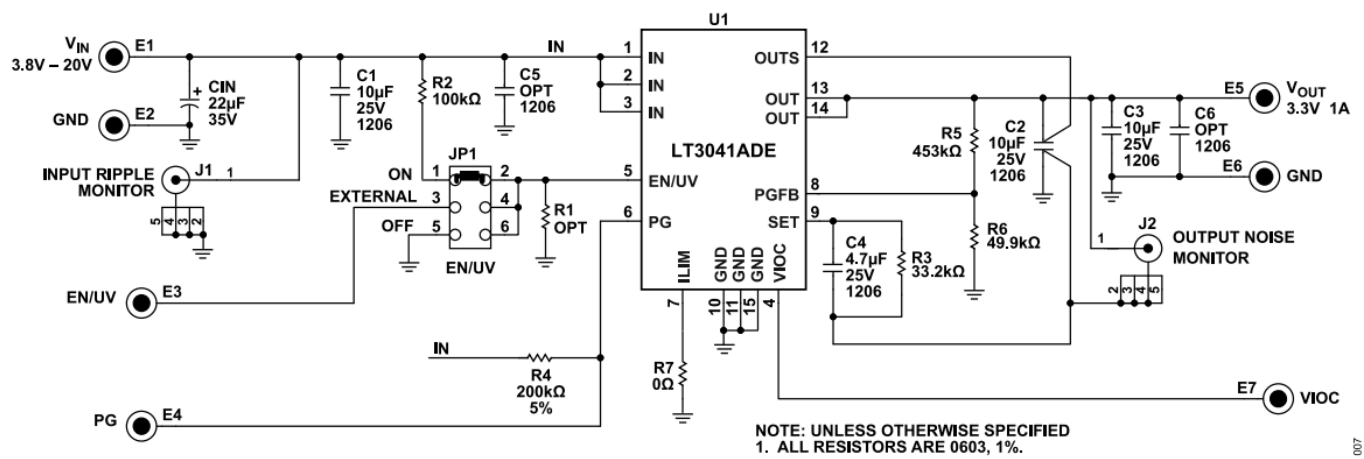 U1
V_IN E1
3.8V – 20V
CIN
22µF
35V
+
GND E2
INPUT RIPPLE
MONITOR
J1
1
5 4 3 2
C1
10µF
25V
1206
R2
100kΩ
C5
OPT
1206
IN
1 IN
2 IN
3 IN
JP1
ON 1 2
EXTERNAL 3 4
OFF 5 6
EN/UV
R1
OPT
5 EN/UV
6 PG
LT3041ADE
OUTS 12
OUT 13
OUT 14
PGFB 8
SET 9
ILIM GND GND GND VIOC
7 10 11 15 4
R5
453kΩ
R6
49.9kΩ
C2
10µF
25V
1206
C3
10µF
25V
1206
C6
OPT
1206
E5 V_OUT
3.3V 1A
E6
GND
C4
4.7µF
25V
1206
R3
33.2kΩ
J2
1
OUTPUT NOISE
MONITOR
2 3 4 5
EN/UV E3
IN
R4
200kΩ
5%
R7
0Ω
PG E4
E7
VIOC
NOTE: UNLESS OTHERWISE SPECIFIED
1. ALL RESISTORS ARE 0603, 1%.
007